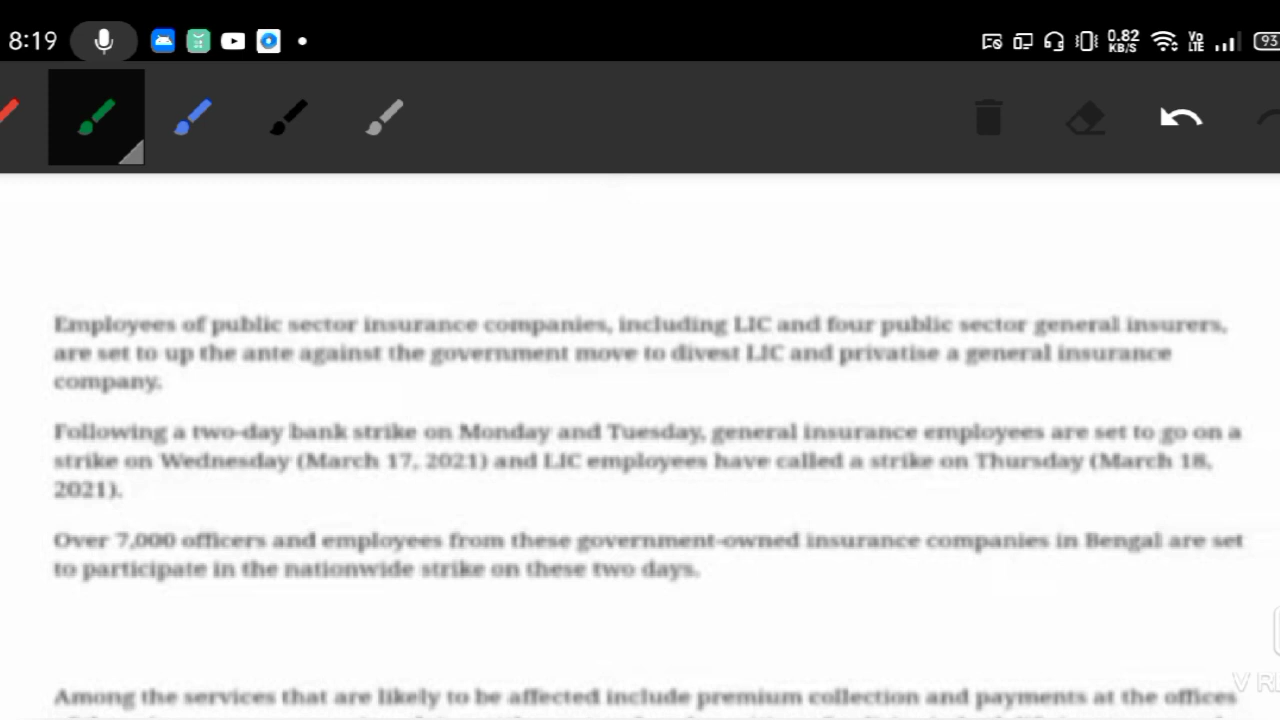 8:19 0.82 KB/S Vo LTE 93
Employees of public sector insurance companies, including LIC and four public sector general insurers,
are set to up the ante against the government move to divest LIC and privatise a general insurance
company.
Following a two-day bank strike on Monday and Tuesday, general insurance employees are set to go on a
strike on Wednesday (March 17, 2021) and LIC employees have called a strike on Thursday (March 18,
2021).
Over 7,000 officers and employees from these government-owned insurance companies in Bengal are set
to participate in the nationwide strike on these two days.
Among the services that are likely to be affected include premium collection and payments at the offices